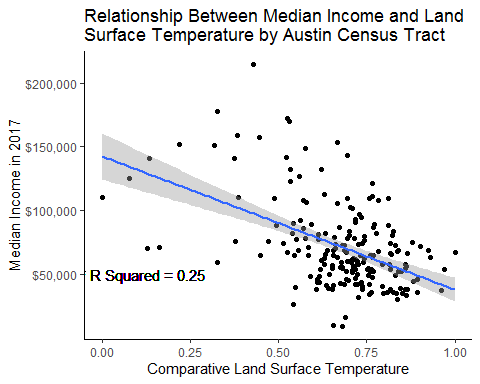 Relationship Between Median Income and Land
Surface Temperature by Austin Census Tract
Median Income in 2017
$200,000
$150,000
$100,000
$50,000
R Squared = 0.25
0.00 0.25 0.50 0.75 1.00
Comparative Land Surface Temperature